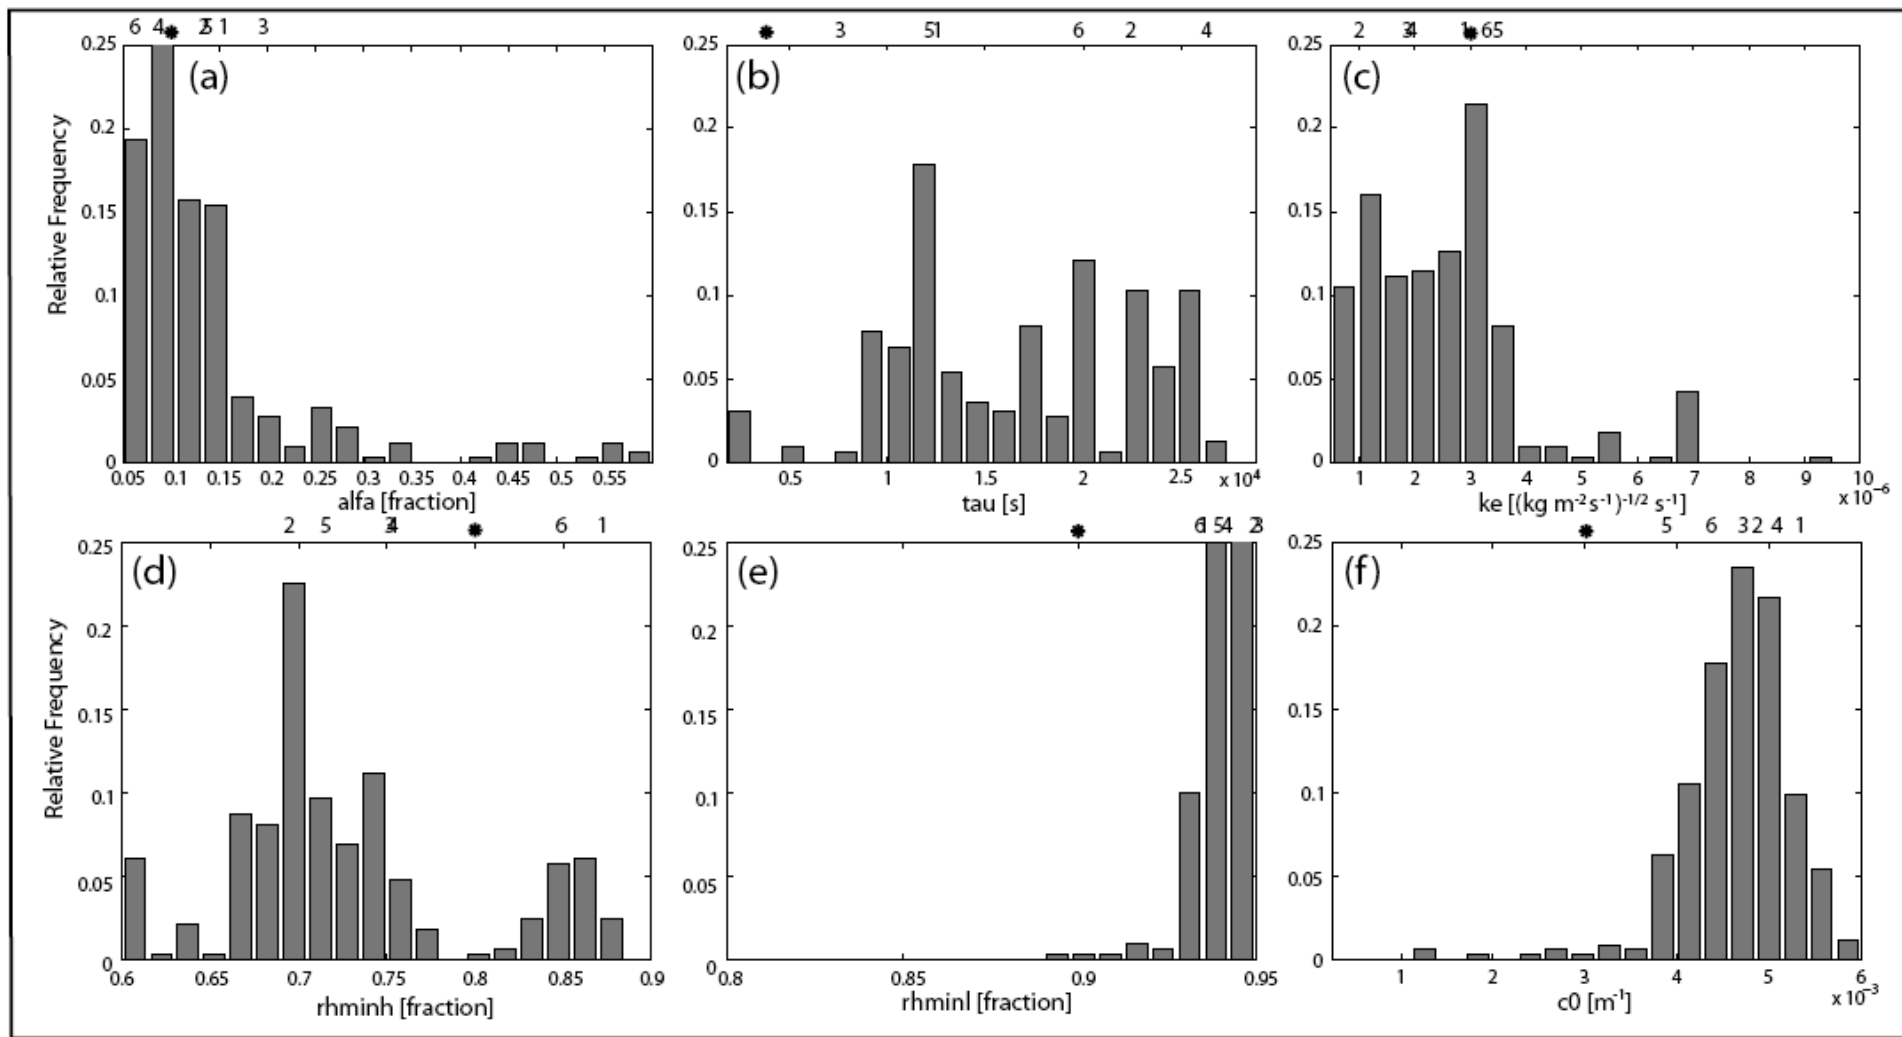 6 4 * 2 5 1 3
3 5 1 6 2 4
2 3 4 1 6 5
(a)
(b)
(c)
Relative Frequency
0.25
0.2
0.15
0.1
0.05
0
0.05 0.1 0.15 0.2 0.25 0.3 0.35 0.4 0.45 0.5 0.55
alfa [fraction]
0.25
0.2
0.15
0.1
0.05
0
0.5 1 1.5 2 2.5 x 10⁴
tau [s]
0.25
0.2
0.15
0.1
0.05
0
1 2 3 4 5 6 7 8 9 10
x 10⁻⁶
ke [(kg m⁻² s⁻¹)⁻¹/² s⁻¹]
2 5 3 4 * 6 1
* 6 1 5 4 2 3
* 5 6 3 2 4 1
(d)
(e)
(f)
Relative Frequency
0.25
0.2
0.15
0.1
0.05
0
0.6 0.65 0.7 0.75 0.8 0.85 0.9
rhminh [fraction]
0.25
0.2
0.15
0.1
0.05
0
0.8 0.85 0.9 0.95
rhminl [fraction]
0.25
0.2
0.15
0.1
0.05
0
1 2 3 4 5 6
x 10⁻³
c0 [m⁻¹]